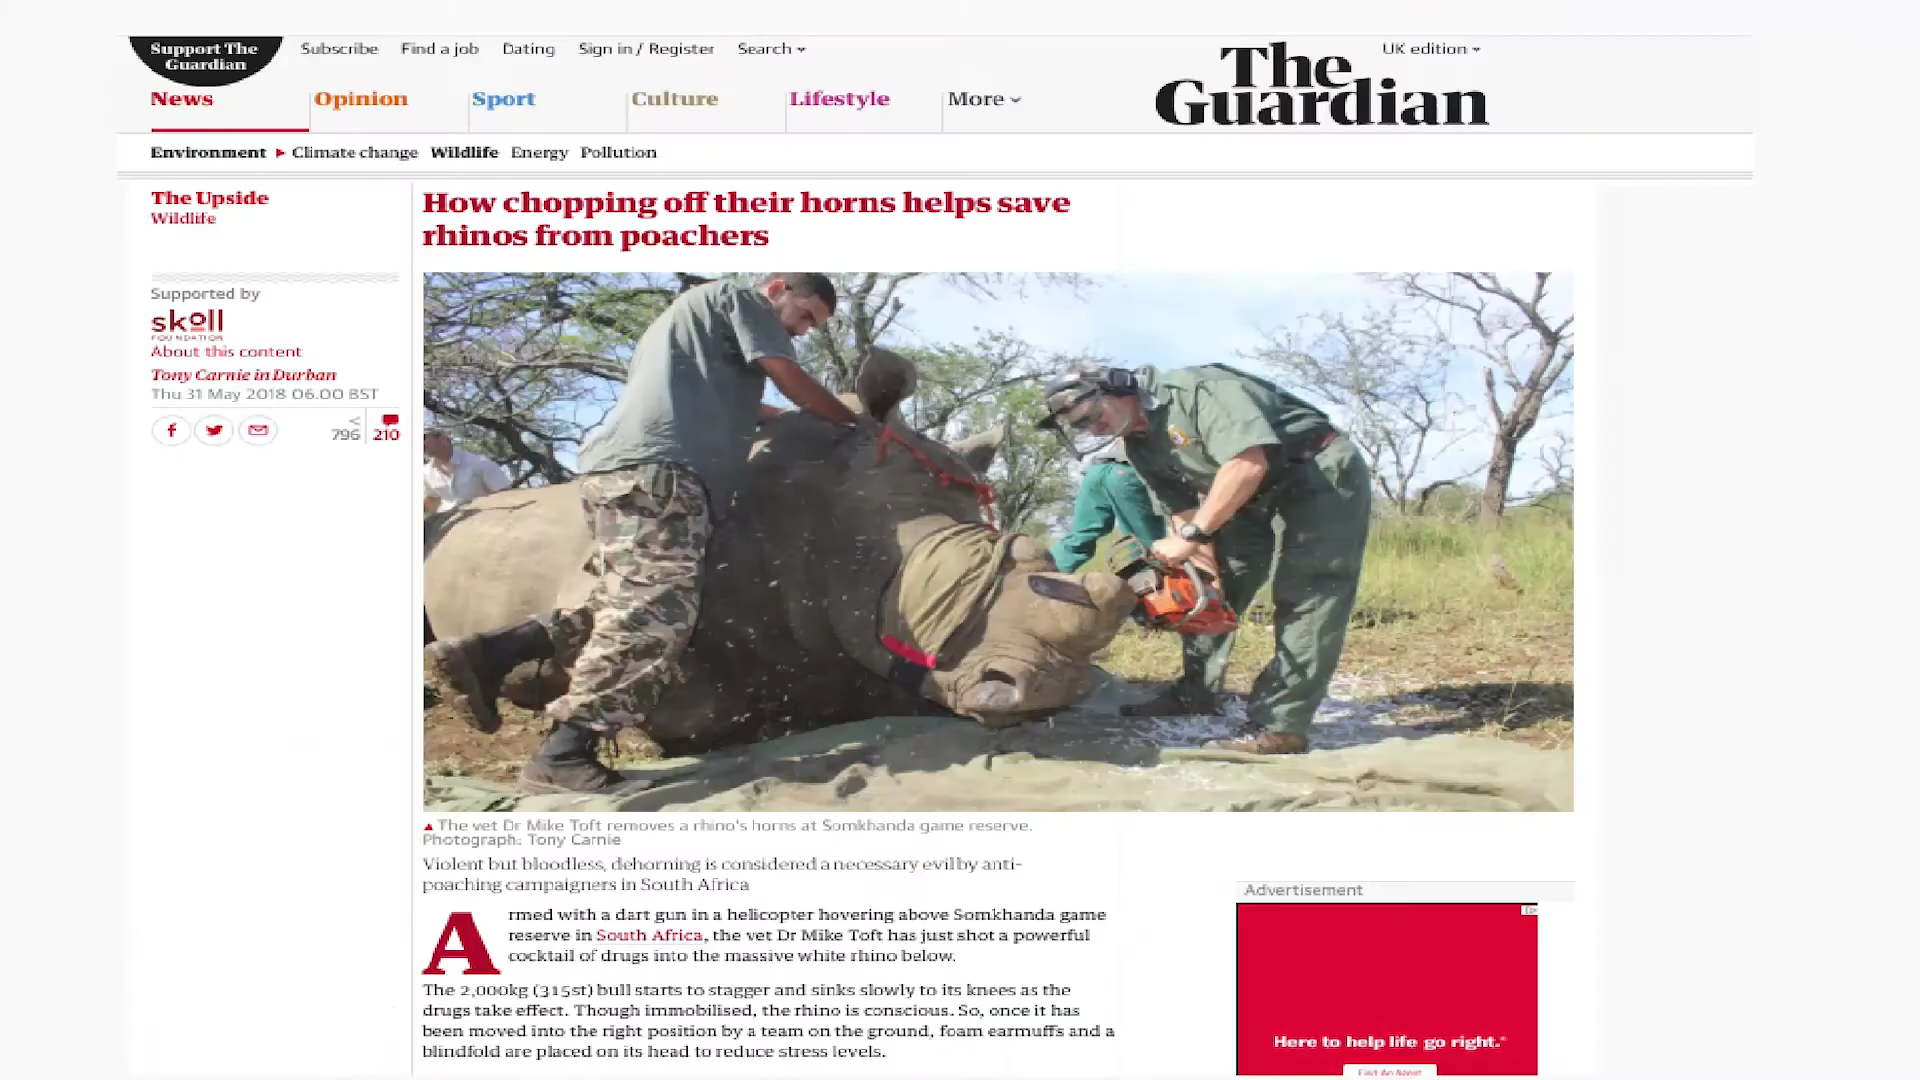 Support The
Guardian
Subscribe Find a job Dating Sign in / Register Search
UK edition
The
Guardian
News Opinion Sport Culture Lifestyle More
Environment Climate change Wildlife Energy Pollution
The Upside
Wildlife
Supported by
skoll
FOUNDATION
About this content
Tony Carnie in Durban
Thu 31 May 2018 06.00 BST
796 210
How chopping off their horns helps save
rhinos from poachers
The vet Dr Mike Toft removes a rhino's horns at Somkhanda game reserve.
Photograph: Tony Carnie
Violent but bloodless, dehorning is considered a necessary evil by anti-
poaching campaigners in South Africa
Armed with a dart gun in a helicopter hovering above Somkhanda game
reserve in South Africa, the vet Dr Mike Toft has just shot a powerful
cocktail of drugs into the massive white rhino below.
The 2,000kg (315st) bull starts to stagger and sinks slowly to its knees as the
drugs take effect. Though immobilised, the rhino is conscious. So, once it has
been moved into the right position by a team on the ground, foam earmuffs and a
blindfold are placed on its head to reduce stress levels.
Advertisement
Here to help life go right.®
Find An Agent